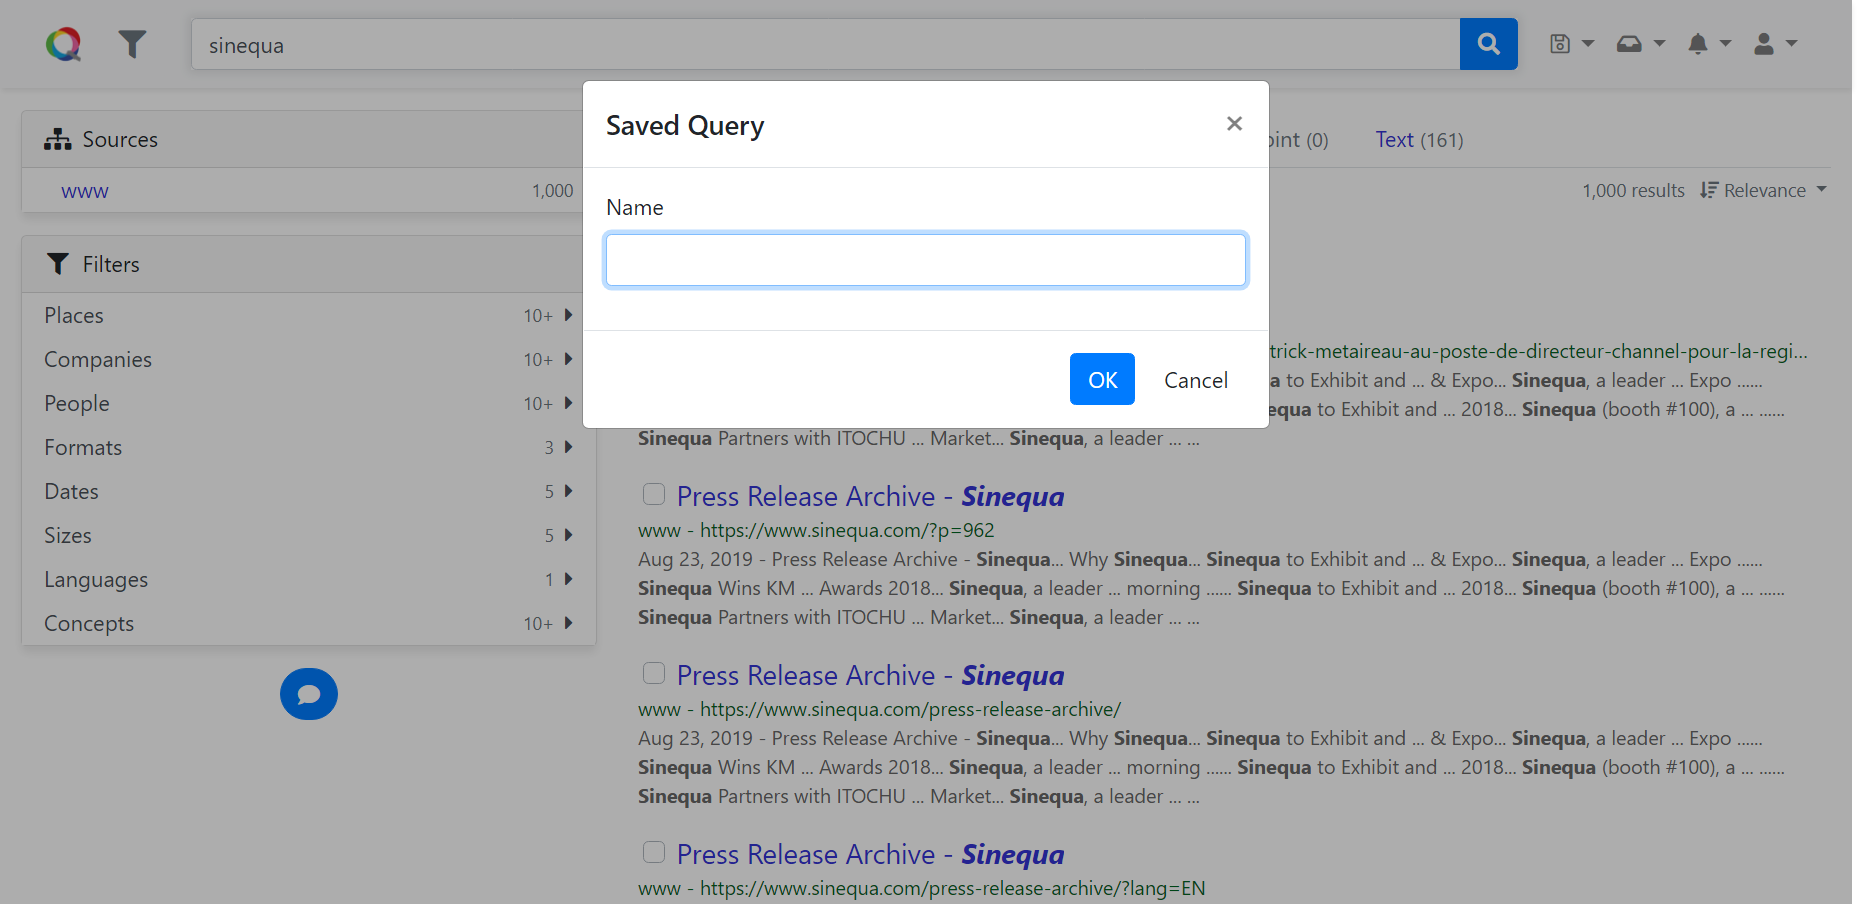 sinequa
Sources
www 1,000
Filters
Places 10+
Companies 10+
People 10+
Formats 3
Dates 5
Sizes 5
Languages 1
Concepts 10+
Saved Query ×
Name
OK Cancel
oint (0) Text (161)
1,000 results Relevance
trick-metaireau-au-poste-de-directeur-channel-pour-la-regi...
a to Exhibit and ... & Expo... Sinequa, a leader ... Expo ......
equa to Exhibit and ... 2018... Sinequa (booth #100), a ... ......
Sinequa Partners with ITOCHU ... Market... Sinequa, a leader ... ...
Press Release Archive - Sinequa
www - https://www.sinequa.com/?p=962
Aug 23, 2019 - Press Release Archive - Sinequa... Why Sinequa... Sinequa to Exhibit and ... & Expo... Sinequa, a leader ... Expo ......
Sinequa Wins KM ... Awards 2018... Sinequa, a leader ... morning ...... Sinequa to Exhibit and ... 2018... Sinequa (booth #100), a ... ......
Sinequa Partners with ITOCHU ... Market... Sinequa, a leader ... ...
Press Release Archive - Sinequa
www - https://www.sinequa.com/press-release-archive/
Aug 23, 2019 - Press Release Archive - Sinequa... Why Sinequa... Sinequa to Exhibit and ... & Expo... Sinequa, a leader ... Expo ......
Sinequa Wins KM ... Awards 2018... Sinequa, a leader ... morning ...... Sinequa to Exhibit and ... 2018... Sinequa (booth #100), a ... ......
Sinequa Partners with ITOCHU ... Market... Sinequa, a leader ... ...
Press Release Archive - Sinequa
www - https://www.sinequa.com/press-release-archive/?lang=EN